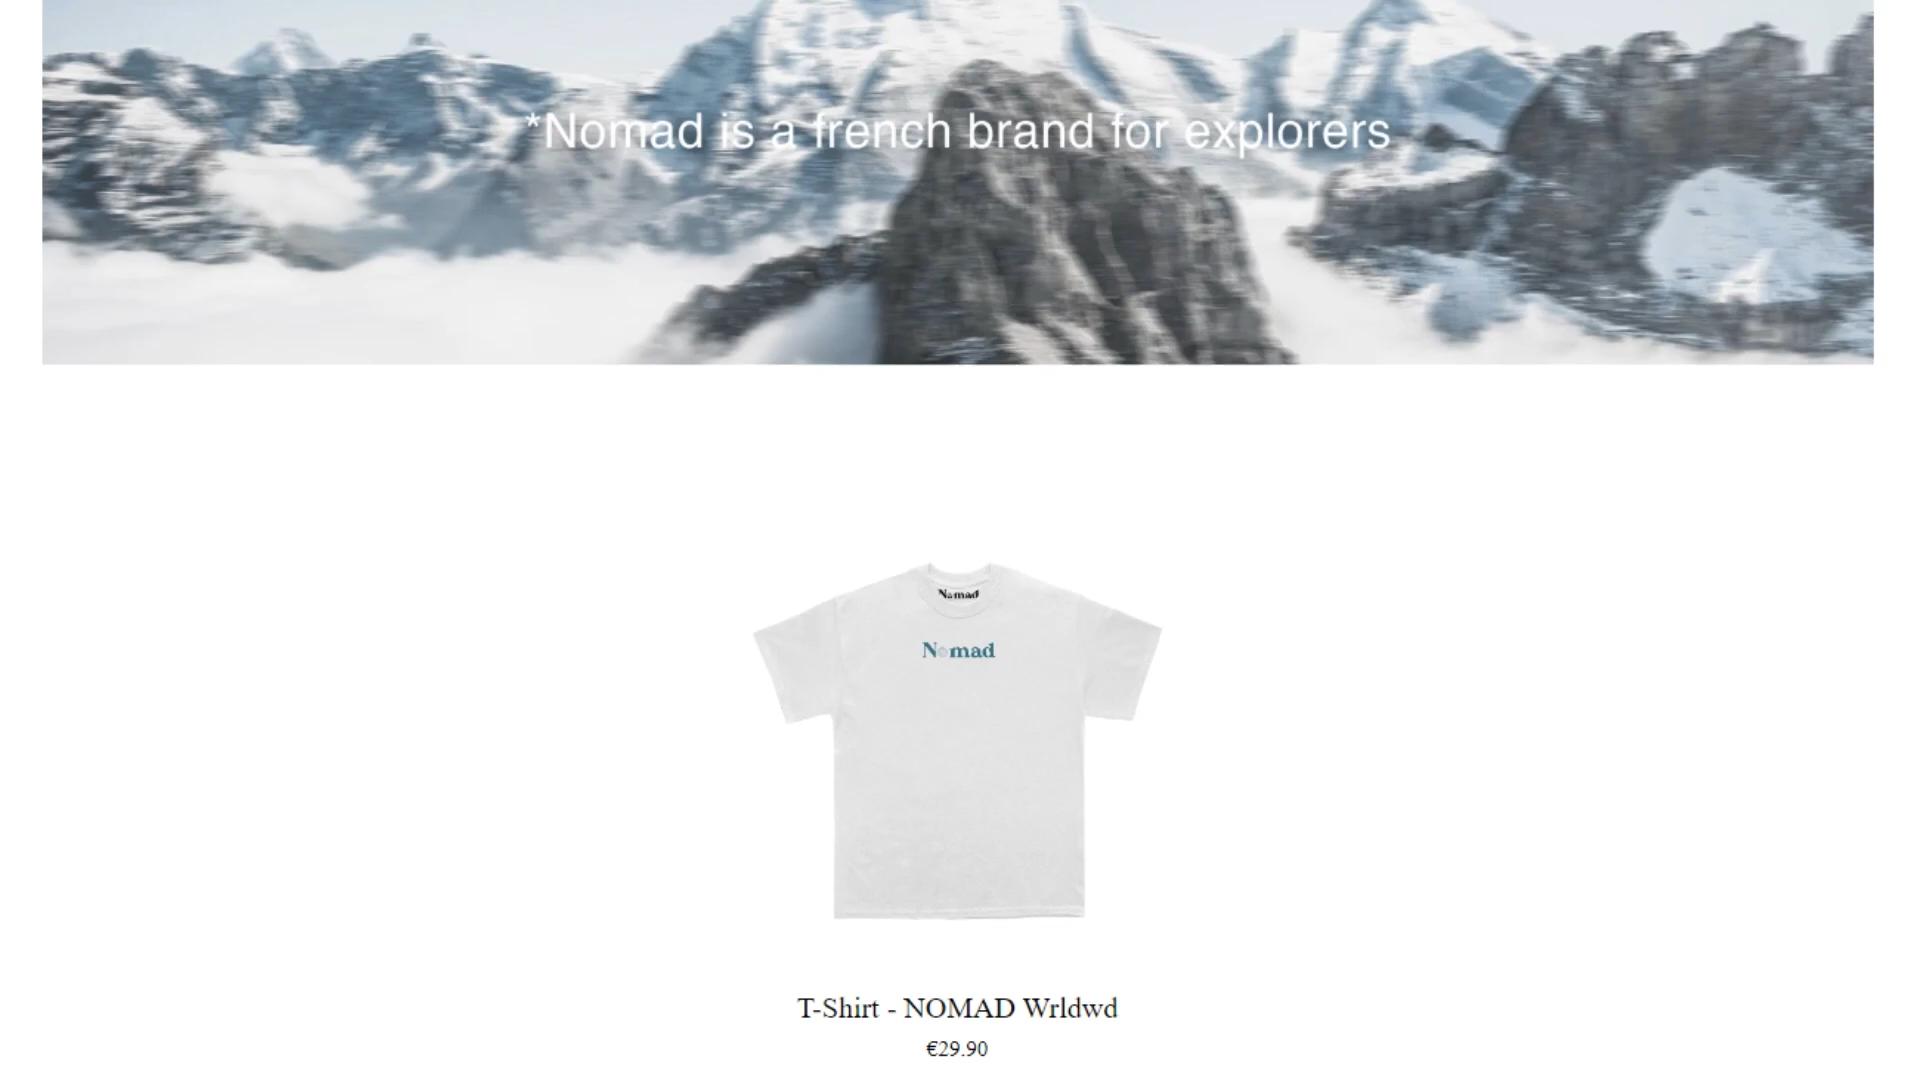 *Nomad is a french brand for explorers
Nomad
Nomad
T-Shirt - NOMAD Wrldwd
€29.90